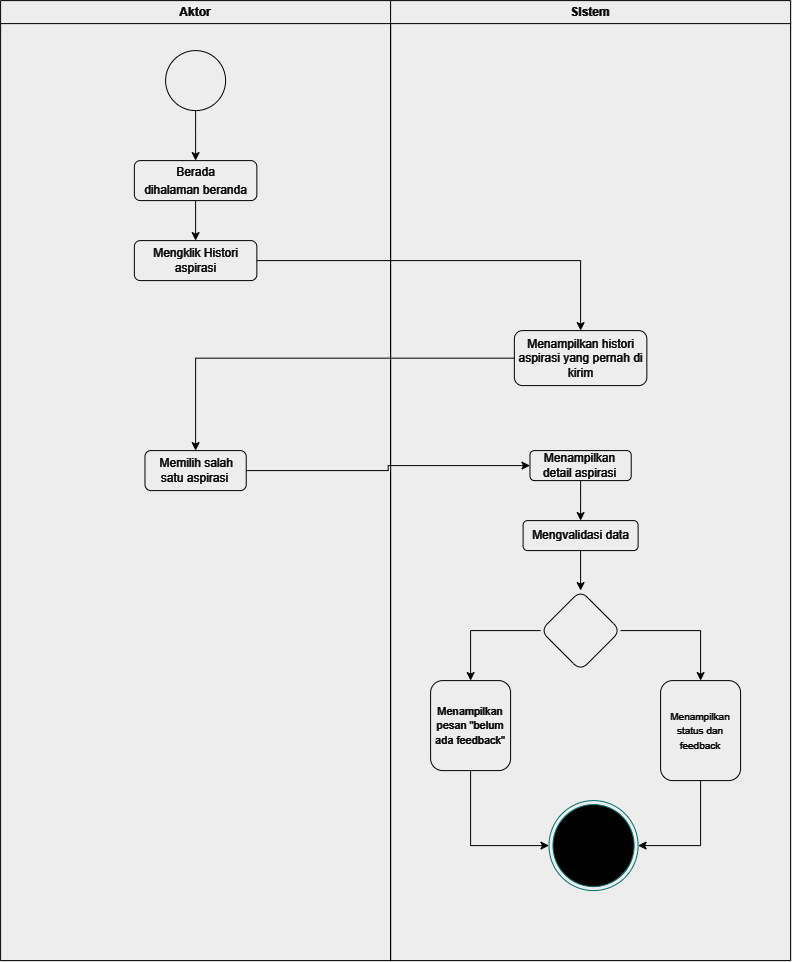 Aktor
Sistem
Berada
dihalaman beranda
Mengklik Histori
aspirasi
Menampilkan histori
aspirasi yang pernah di
kirim
Memilih salah
satu aspirasi
Menampilkan
detail aspirasi
Mengvalidasi data
Menampilkan
pesan "belum
ada feedback"
Menampilkan
status dan
feedback